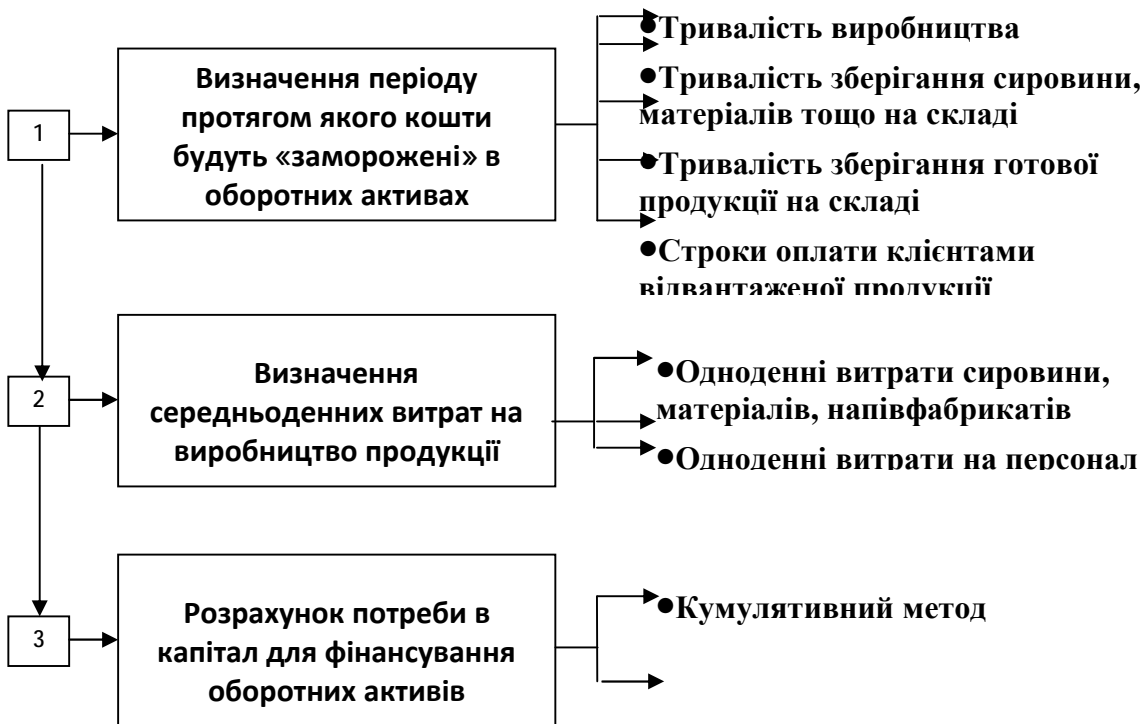 1
Визначення періоду
протягом якого кошти
будуть «заморожені» в
оборотних активах
●Тривалість виробництва
●Тривалість зберігання сировини,
матеріалів тощо на складі
●Тривалість зберігання готової
продукції на складі
●Строки оплати клієнтами
відвантаженої продукції
2
Визначення
середньоденних витрат на
виробництво продукції
●Одноденні витрати сировини,
матеріалів, напівфабрикатів
●Одноденні витрати на персонал
3
Розрахунок потреби в
капітал для фінансування
оборотних активів
●Кумулятивний метод